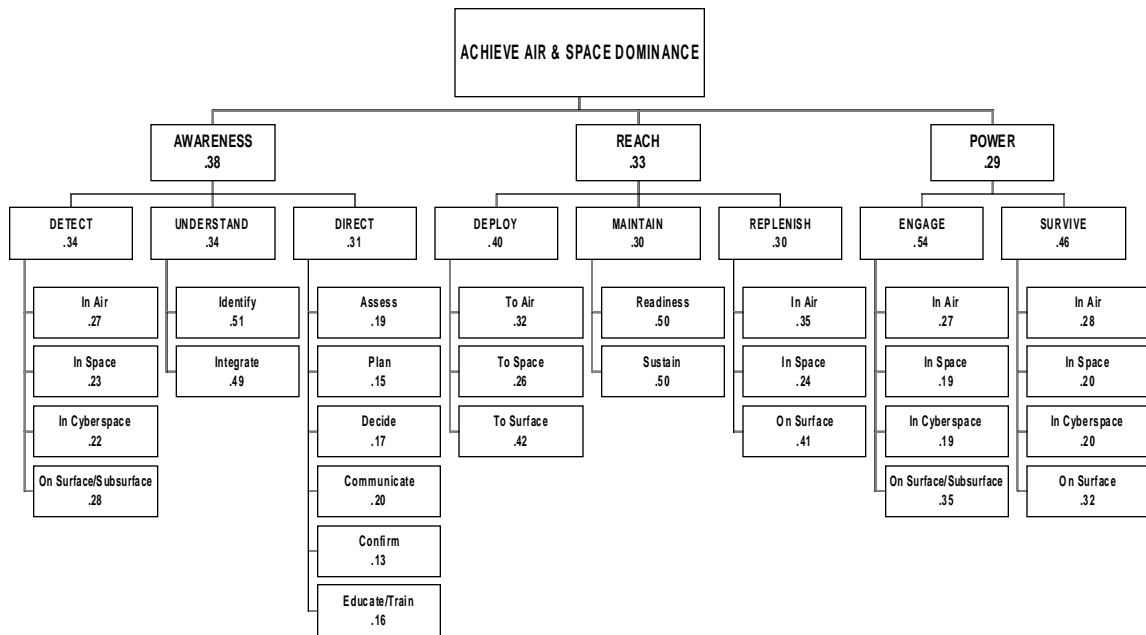 ACHIEVE AIR & SPACE DOMINANCE
AWARENESS
.38
REACH
.33
POWER
.29
DETECT
.34
UNDERSTAND
.34
DIRECT
.31
DEPLOY
.40
MAINTAIN
.30
REPLENISH
.30
ENGAGE
.54
SURVIVE
.46
In Air
.27
In Space
.23
In Cyberspace
.22
On Surface/Subsurface
.28
Identify
.51
Integrate
.49
Assess
.19
Plan
.15
Decide
.17
Communicate
.20
Confirm
.13
Educate/Train
.16
To Air
.32
To Space
.26
To Surface
.42
Readiness
.50
Sustain
.50
In Air
.35
In Space
.24
On Surface
.41
In Air
.27
In Space
.19
In Cyberspace
.19
On Surface/Subsurface
.35
In Air
.28
In Space
.20
In Cyberspace
.20
On Surface
.32